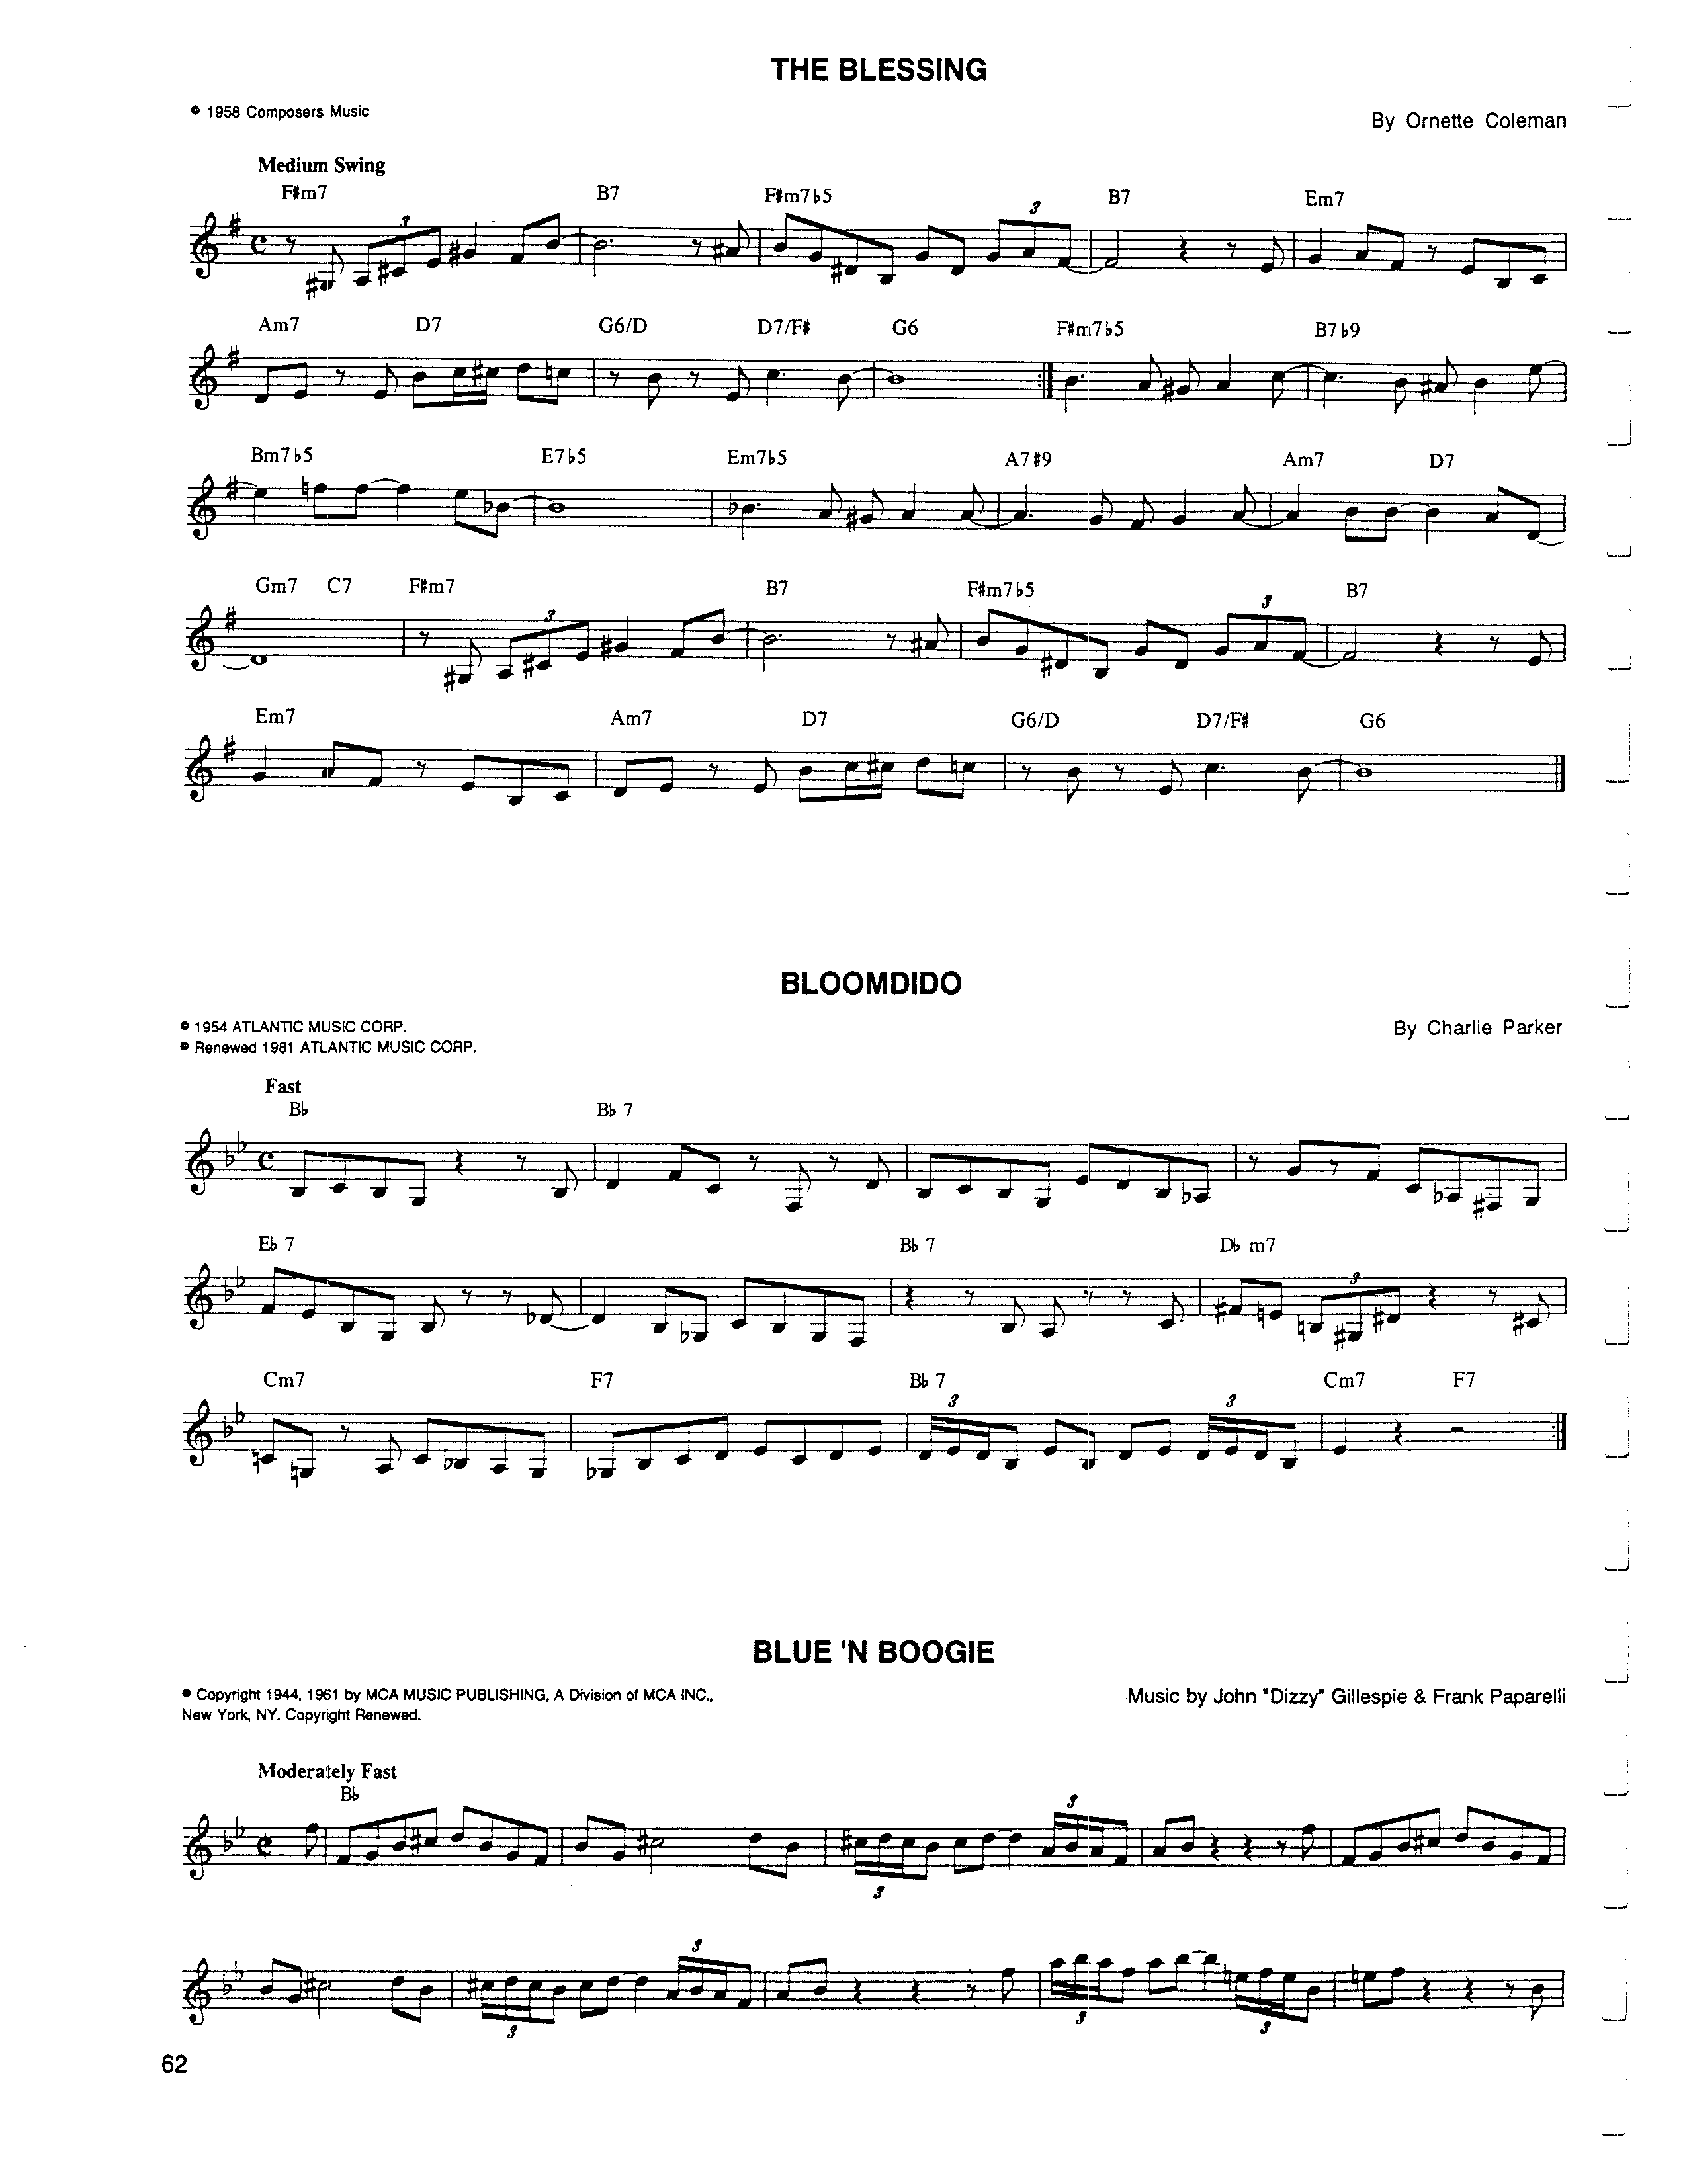 THE BLESSING
© 1958 Composers Music
By Ornette Coleman
Medium Swing
F#m7 B7 F#m7♭5 B7 Em7
3 3
Am7 D7 G6/D D7/F# G6 F#m7♭5 B7♭9
Bm7♭5 E7♭5 Em7♭5 A7#9 Am7 D7
Gm7 C7 F#m7 B7 F#m7♭5 B7
3 3
Em7 Am7 D7 G6/D D7/F# G6
BLOOMDIDO
© 1954 ATLANTIC MUSIC CORP.
© Renewed 1981 ATLANTIC MUSIC CORP.
By Charlie Parker
Fast
B♭ B♭ 7
E♭ 7 B♭ 7 D♭ m7
3
Cm7 F7 B♭ 7 Cm7 F7
3 3
BLUE 'N BOOGIE
© Copyright 1944, 1961 by MCA MUSIC PUBLISHING, A Division of MCA INC.,
New York, NY. Copyright Renewed.
Music by John "Dizzy" Gillespie & Frank Paparelli
Moderately Fast
B♭
3
3
3
3 3 3
62